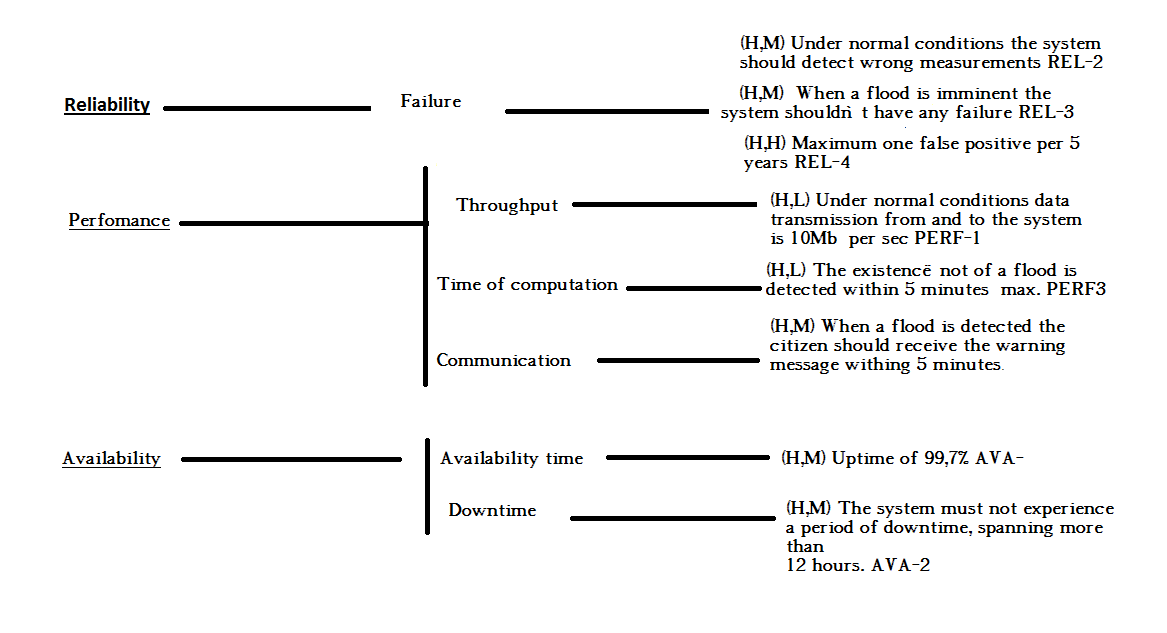 (H,M) Under normal conditions the system
should detect wrong measurements REL-2
Reliability
Failure
(H,M) When a flood is imminent the
system shouldn`t have any failure REL-3
(H,H) Maximum one false positive per 5
years REL-4
Perfomance
Throughput
(H,L) Under normal conditions data
transmission from and to the system
is 10Mb per sec PERF-1
Time of computation
(H,L) The existence not of a flood is
detected within 5 minutes max. PERF3
Communication
(H,M) When a flood is detected the
citizen should receive the warning
message withing 5 minutes.
Availability
Availability time
(H,M) Uptime of 99,7% AVA-
Downtime
(H,M) The system must not experience
a period of downtime, spanning more
than
12 hours. AVA-2